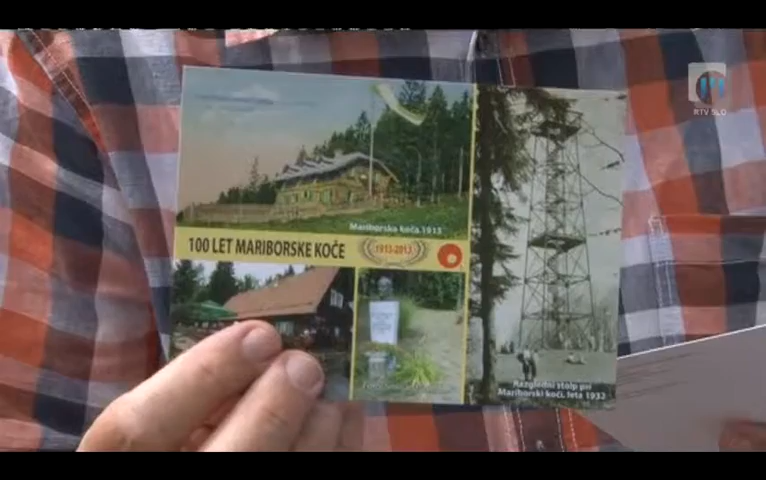 RTV SLO
Mariborska koča 1913
100 LET MARIBORSKE KOČE
1913-2013
Razgledni stolp pri
Mariborski koči, leta 1932